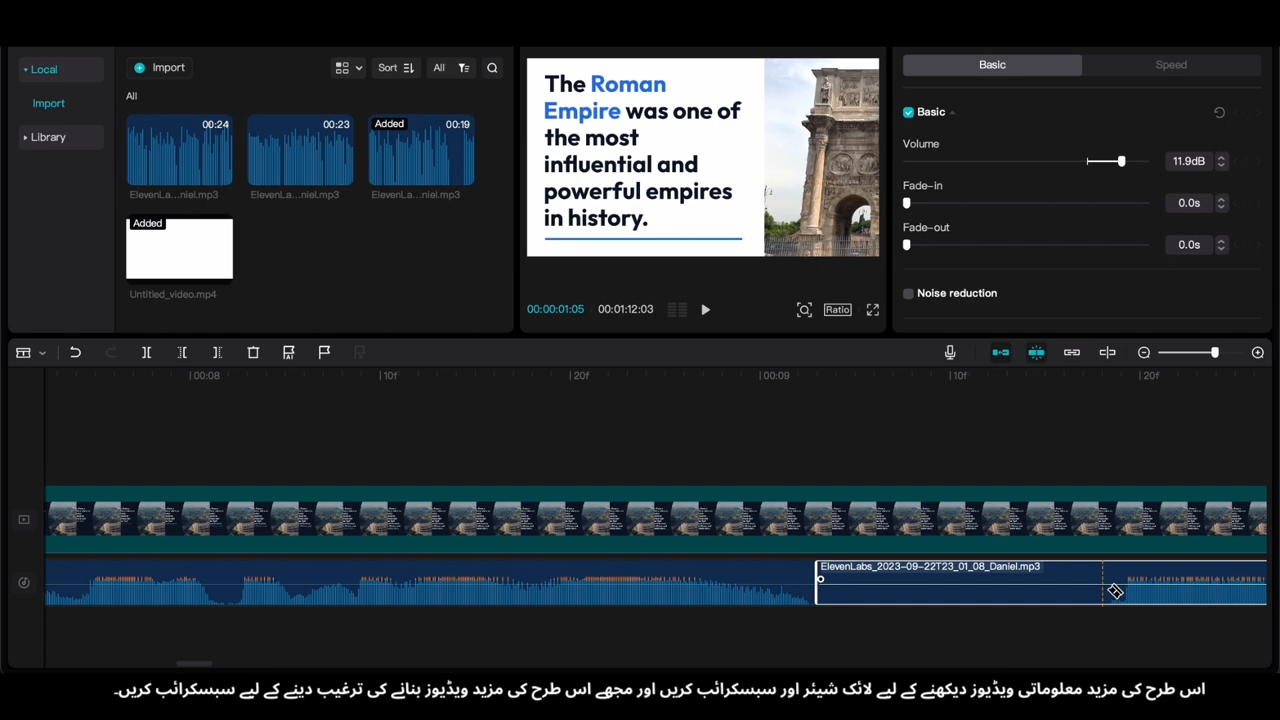 Local
Import
Library
Import
Sort
All
All
00:24
00:23
Added
00:19
ElevenLa...niel.mp3
ElevenLa...niel.mp3
ElevenLa...niel.mp3
Added
Untitled_video.mp4
The Roman
Empire was one of
the most
influential and
powerful empires
in history.
00:00:01:05
00:01:12:03
Ratio
Basic
Speed
Basic
Volume
11.9dB
Fade-in
0.0s
Fade-out
0.0s
Noise reduction
00:08
10f
20f
00:09
10f
20f
ElevenLabs_2023-09-22T23_01_08_Daniel.mp3
اس طرح کی مزید معلوماتی ویڈیوز دیکھنے کے لیے لائک شیئر اور سبسکرائب کریں اور مجھے اس طرح کی مزید ویڈیوز بنانے کی ترغیب دینے کے لیے سبسکرائب کریں۔